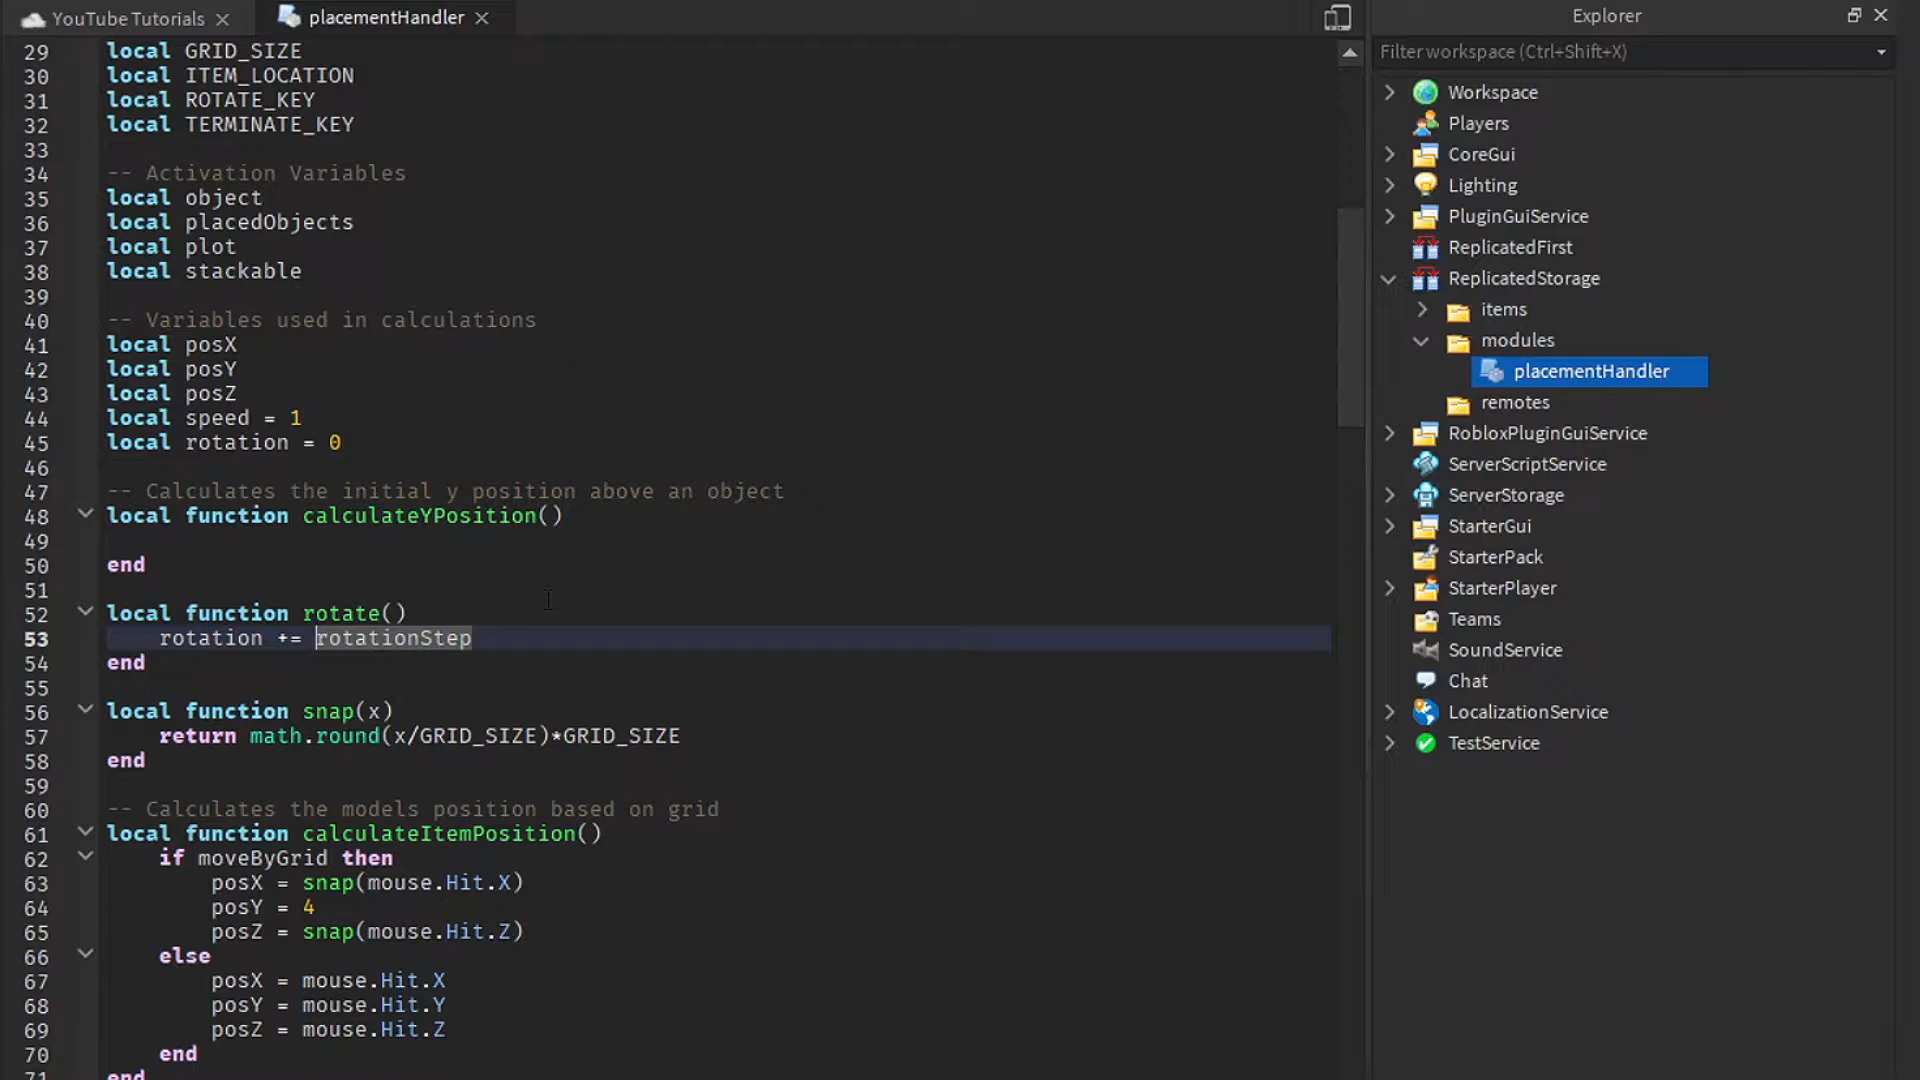 YouTube Tutorials
placementHandler
29 local GRID_SIZE
30 local ITEM_LOCATION
31 local ROTATE_KEY
32 local TERMINATE_KEY
33
34 -- Activation Variables
35 local object
36 local placedObjects
37 local plot
38 local stackable
39
40 -- Variables used in calculations
41 local posX
42 local posY
43 local posZ
44 local speed = 1
45 local rotation = 0
46
47 -- Calculates the initial y position above an object
48 local function calculateYPosition()
49
50 end
51
52 local function rotate()
53 rotation += rotationStep
54 end
55
56 local function snap(x)
57 return math.round(x/GRID_SIZE)*GRID_SIZE
58 end
59
60 -- Calculates the models position based on grid
61 local function calculateItemPosition()
62 if moveByGrid then
63 posX = snap(mouse.Hit.X)
64 posY = 4
65 posZ = snap(mouse.Hit.Z)
66 else
67 posX = mouse.Hit.X
68 posY = mouse.Hit.Y
69 posZ = mouse.Hit.Z
70 end
71 end
Explorer
Filter workspace (Ctrl+Shift+X)
Workspace
Players
CoreGui
Lighting
PluginGuiService
ReplicatedFirst
ReplicatedStorage
items
modules
placementHandler
remotes
RobloxPluginGuiService
ServerScriptService
ServerStorage
StarterGui
StarterPack
StarterPlayer
Teams
SoundService
Chat
LocalizationService
TestService